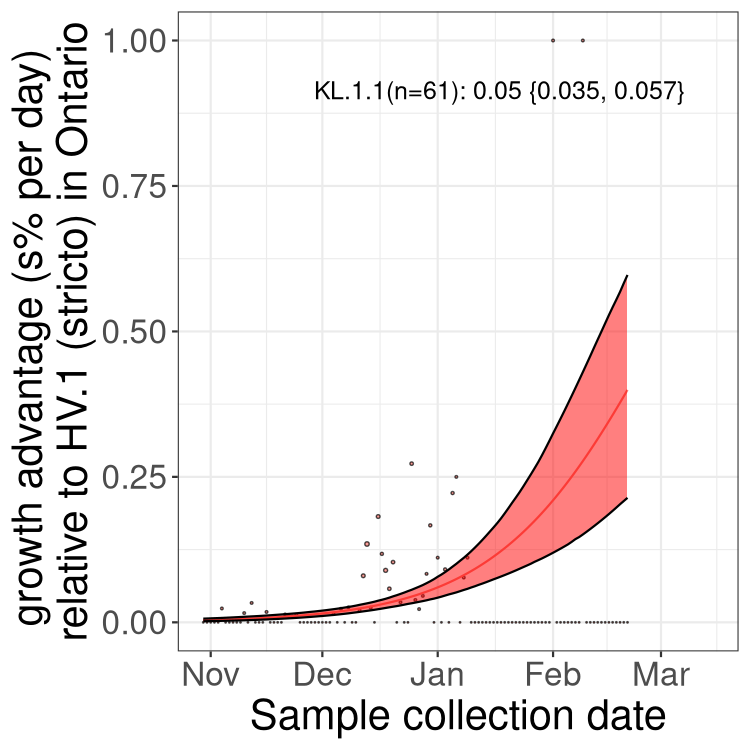 growth advantage (s% per day)
relative to HV.1 (stricto) in Ontario
1.00
0.75
0.50
0.25
0.00
KL.1.1(n=61): 0.05 {0.035, 0.057}
Nov
Dec
Jan
Feb
Mar
Sample collection date